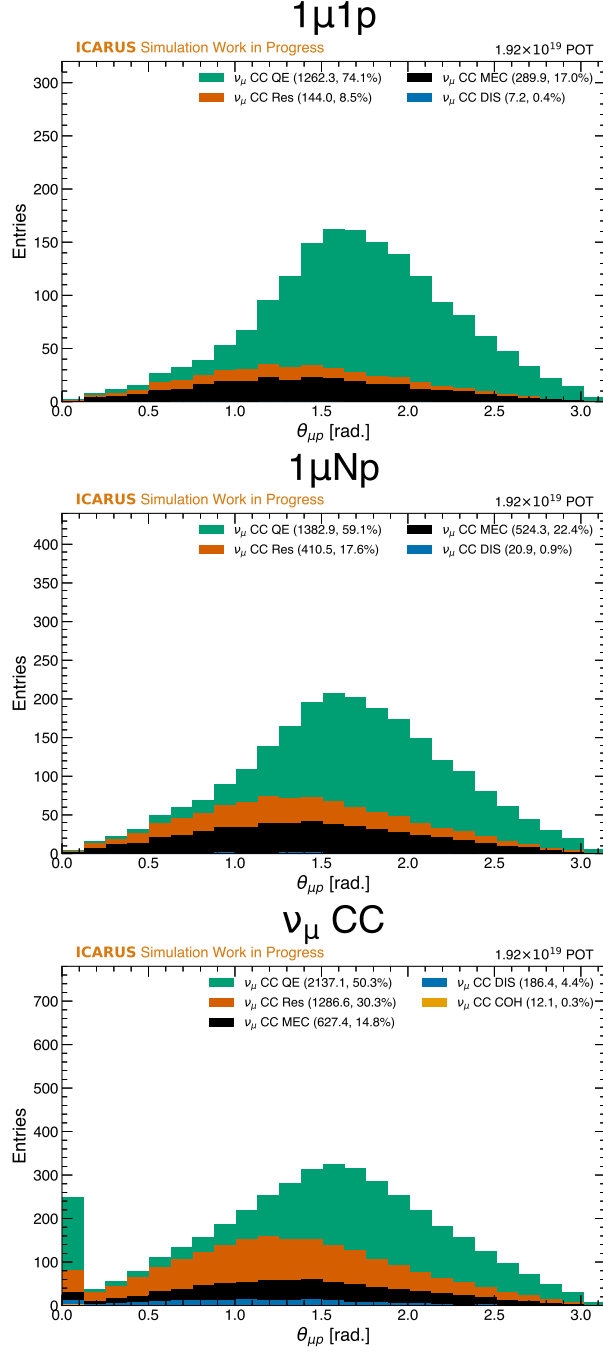 1μ1p
ICARUS Simulation Work in Progress 1.92×10¹⁹ POT
ν_μ CC QE (1262.3, 74.1%) ν_μ CC MEC (289.9, 17.0%)
ν_μ CC Res (144.0, 8.5%) ν_μ CC DIS (7.2, 0.4%)
300
250
200
150
100
50
0
Entries
0.0 0.5 1.0 1.5 2.0 2.5 3.0
θ_μp [rad.]
1μNp
ICARUS Simulation Work in Progress 1.92×10¹⁹ POT
ν_μ CC QE (1382.9, 59.1%) ν_μ CC MEC (524.3, 22.4%)
ν_μ CC Res (410.5, 17.6%) ν_μ CC DIS (20.9, 0.9%)
400
350
300
250
200
150
100
50
0
Entries
0.0 0.5 1.0 1.5 2.0 2.5 3.0
θ_μp [rad.]
ν_μ CC
ICARUS Simulation Work in Progress 1.92×10¹⁹ POT
ν_μ CC QE (2137.1, 50.3%) ν_μ CC DIS (186.4, 4.4%)
ν_μ CC Res (1286.6, 30.3%) ν_μ CC COH (12.1, 0.3%)
ν_μ CC MEC (627.4, 14.8%)
700
600
500
400
300
200
100
0
Entries
0.0 0.5 1.0 1.5 2.0 2.5 3.0
θ_μp [rad.]